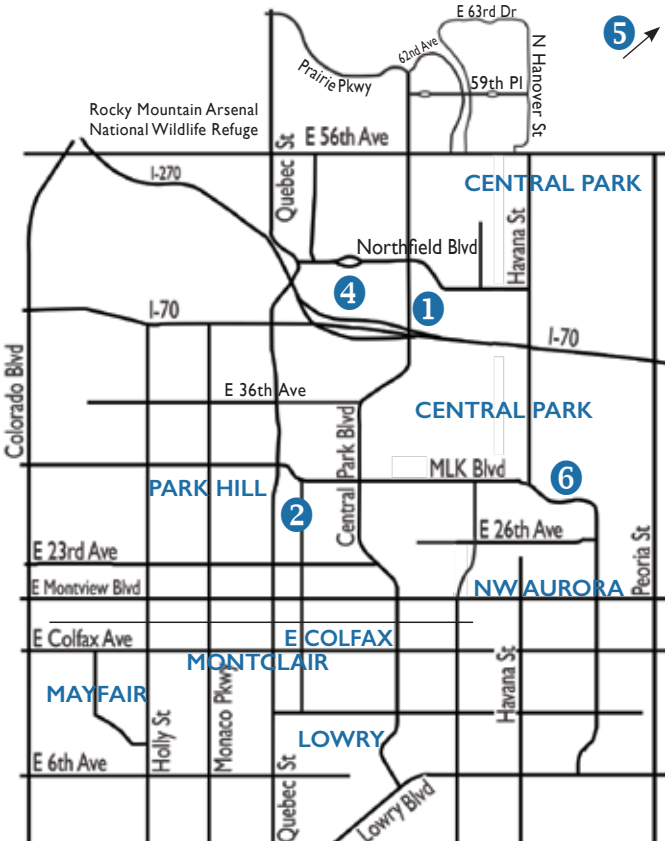 E 63rd Dr
5
62nd Ave
N Hanover St
Prairie Pkwy
59th Pl
Rocky Mountain Arsenal
National Wildlife Refuge
E 56th Ave
Quebec St
I-270
CENTRAL PARK
Havana St
Northfield Blvd
4
1
I-70
I-70
Colorado Blvd
E 36th Ave
CENTRAL PARK
Central Park Blvd
MLK Blvd
6
PARK HILL
2
E 26th Ave
Peoria St
E 23rd Ave
E Montview Blvd
NW AURORA
E Colfax Ave
E COLFAX
MONTCLAIR
MAYFAIR
Havana St
Holly St
Monaco Pkwy
LOWRY
E 6th Ave
Quebec St
Lowry Blvd